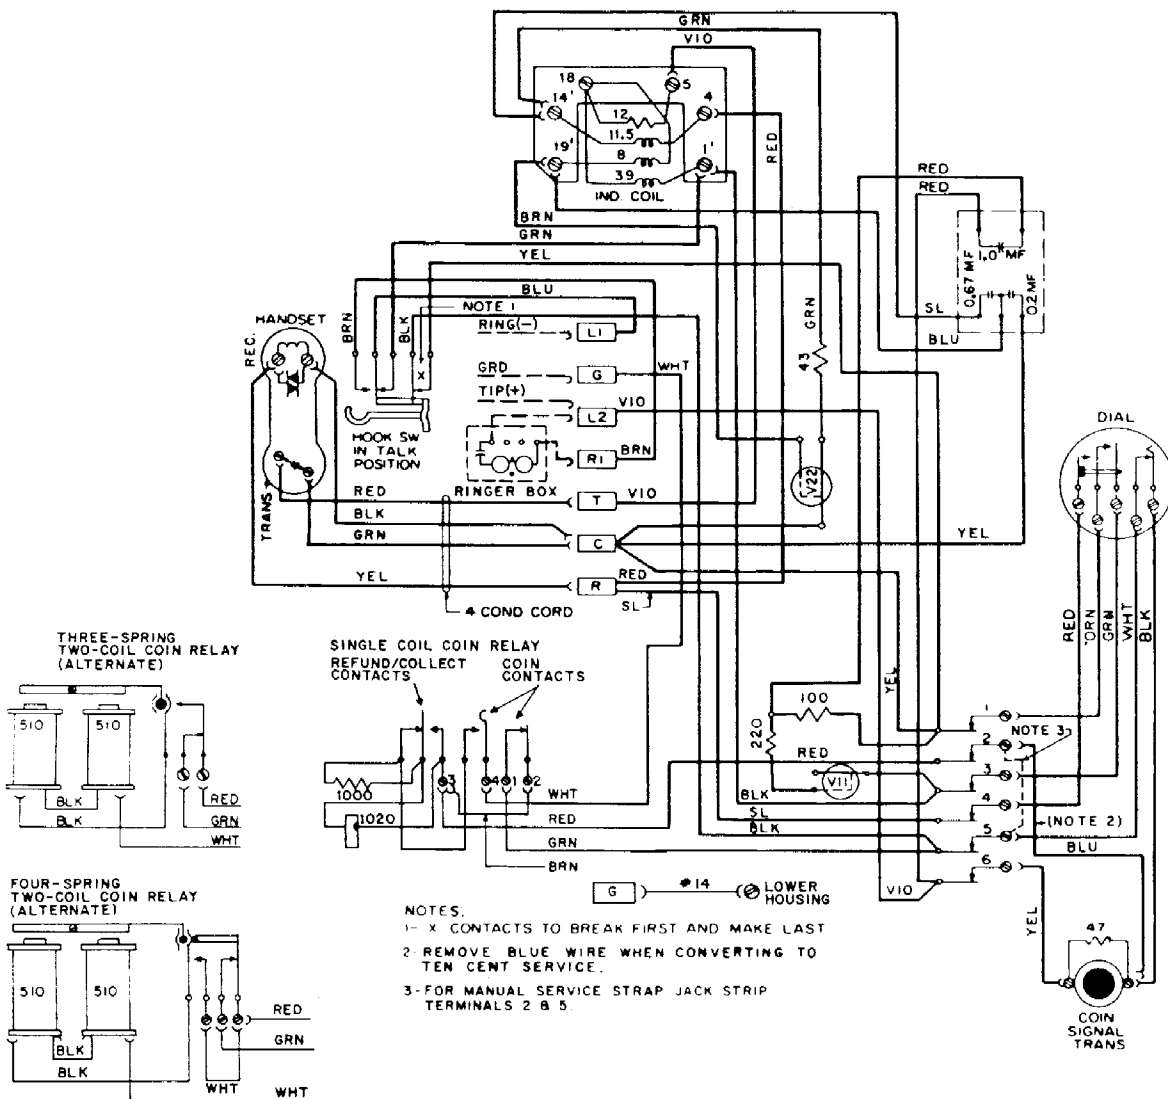 GRN
VIO
18
5
14'
4
12
11.5
19'
8
1'
39
IND. COIL
RED
RED
RED
BRN
GRN
YEL
BLU
NOTE 1
1.0 MF
0.67 MF
0.2 MF
SL
BLU
HANDSET
REC.
BRN
BLK
X
RING(-)
L1
GRN
43
GRD
G
WHT
TIP(+)
L2
VIO
HOOK SW
IN TALK
POSITION
R1
BRN
RINGER BOX
V22
DIAL
TRANS
RED
T
VIO
BLK
GRN
C
YEL
YEL
R
RED
SL
4 COND CORD
RED
ORN
GRN
WHT
BLK
THREE-SPRING
TWO-COIL COIN RELAY
(ALTERNATE)
510
510
BLK
BLK
RED
GRN
WHT
SINGLE COIL COIN RELAY
REFUND/COLLECT
CONTACTS
COIN
CONTACTS
1000
1020
3
4
1
2
WHT
RED
GRN
BRN
YEL
100
220
RED
V11
BLK
SL
BLK
VIO
1
2
3
4
5
6
NOTE 3
(NOTE 2)
BLU
YEL
47
COIN
SIGNAL
TRANS
G
#14
LOWER
HOUSING
FOUR-SPRING
TWO-COIL COIN RELAY
(ALTERNATE)
510
510
BLK
BLK
RED
GRN
WHT
WHT
NOTES.
1- X CONTACTS TO BREAK FIRST AND MAKE LAST
2- REMOVE BLUE WIRE WHEN CONVERTING TO
TEN CENT SERVICE.
3-FOR MANUAL SERVICE STRAP JACK STRIP
TERMINALS 2 & 5.